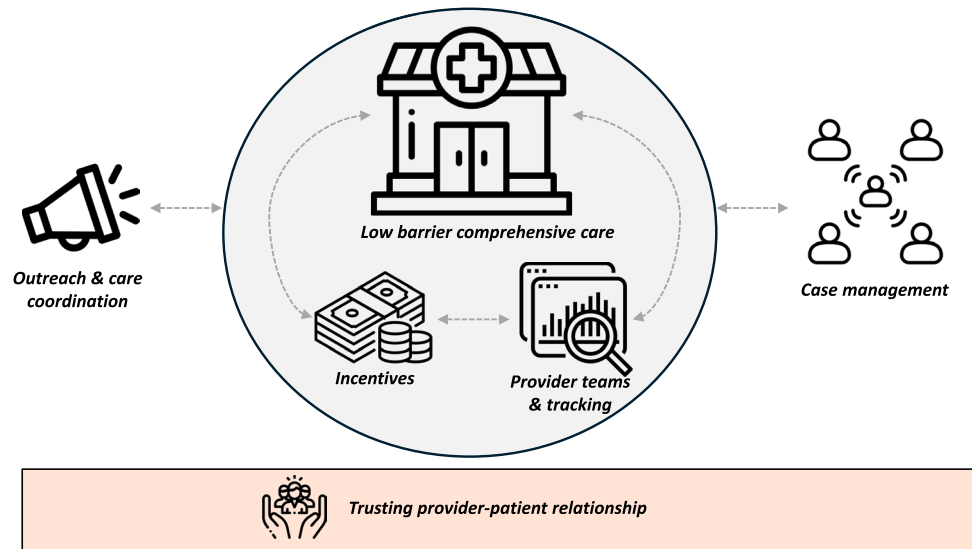 Low barrier comprehensive care
Outreach & care
coordination
Case management
Incentives
Provider teams
& tracking
Trusting provider-patient relationship